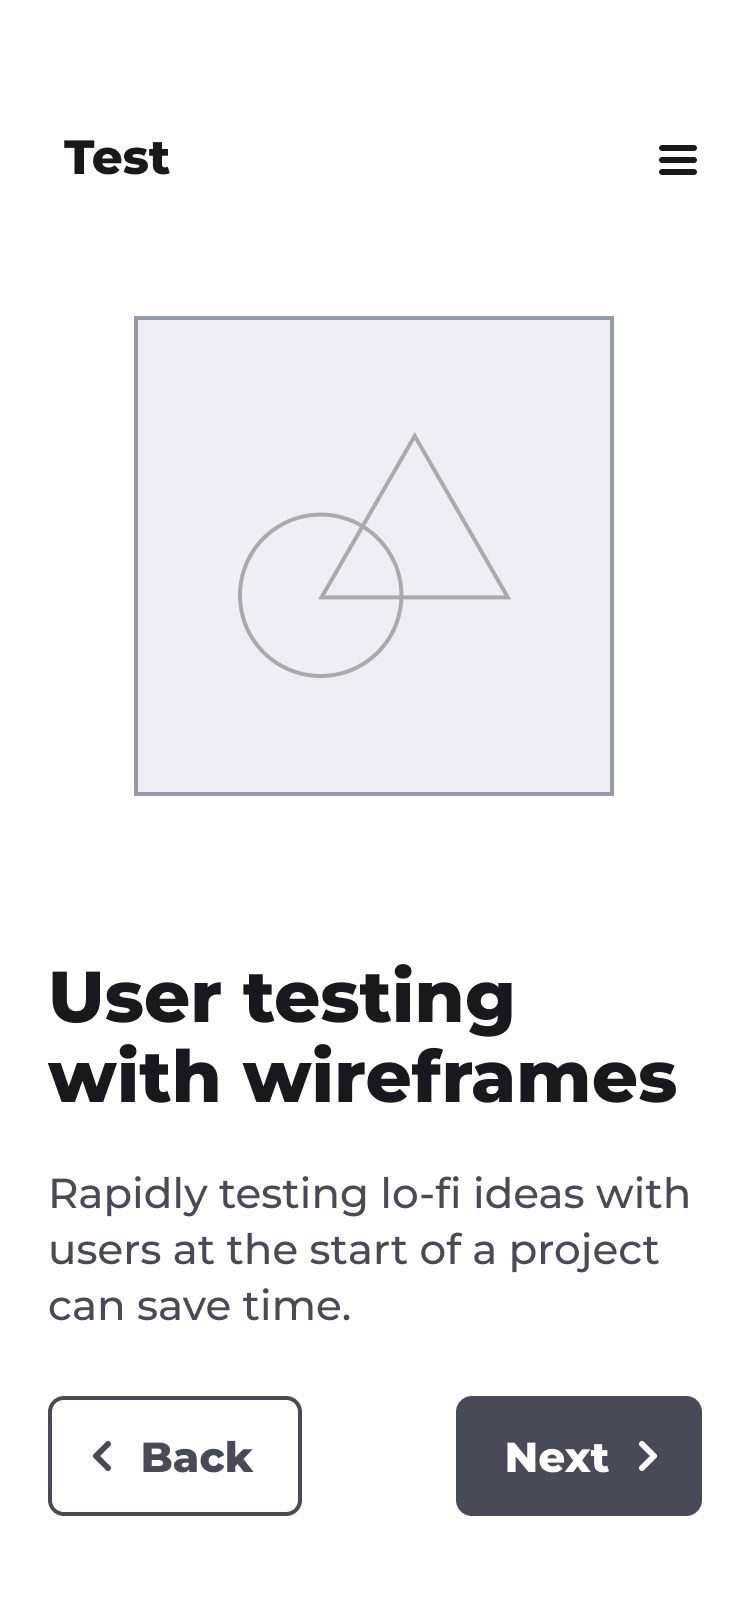 Test
User testing
with wireframes
Rapidly testing lo-fi ideas with
users at the start of a project
can save time.
Back
Next